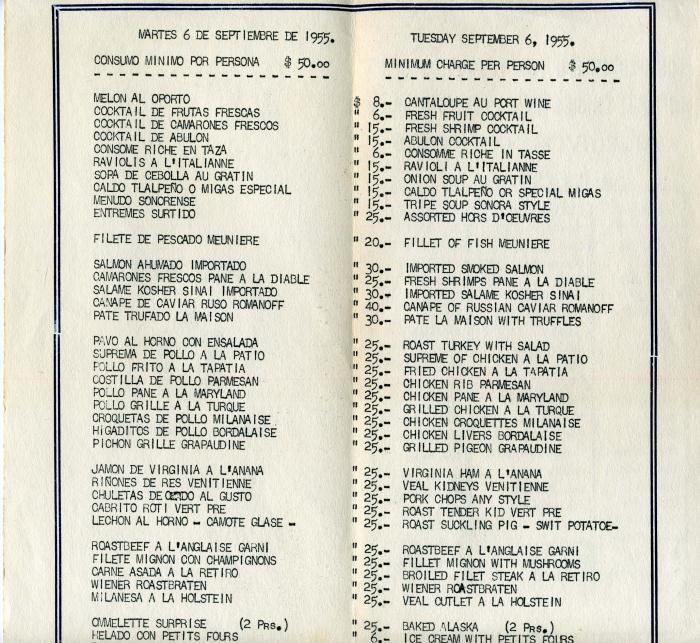 MARTES 6 DE SEPTIEMBRE DE 1955.
CONSUMO MINIMO POR PERSONA $ 50.00
MELON AL OPORTO
COCKTAIL DE FRUTAS FRESCAS
COCKTAIL DE CAMARONES FRESCOS
COCKTAIL DE ABULON
CONSOME RICHE EN TAZA
RAVIOLIS A L'ITALIANNE
SOPA DE CEBOLLA AU GRATIN
CALDO TLALPEÑO O MIGAS ESPECIAL
MENUDO SONORENSE
ENTREMES SURTIDO
FILETE DE PESCADO MEUNIERE
SALMON AHUMADO IMPORTADO
CAMARONES FRESCOS PANE A LA DIABLE
SALAME KOSHER SINAI IMPORTADO
CANAPE DE CAVIAR RUSO ROMANOFF
PATE TRUFADO LA MAISON
PAVO AL HORNO CON ENSALADA
SUPREMA DE POLLO A LA PATIO
POLLO FRITO A LA TAPATIA
COSTILLA DE POLLO PARMESAN
POLLO PANE A LA MARYLAND
POLLO GRILLE A LA TURQUE
CROQUETAS DE POLLO MILANAISE
HIGADITOS DE POLLO BORDALAISE
PICHON GRILLE GRAPAUDINE
JAMON DE VIRGINIA A L'ANANA
RIÑONES DE RES VENITIENNE
CHULETAS DE CERDO AL GUSTO
CABRITO ROTI VERT PRE
LECHON AL HORNO - CAMOTE GLASE -
ROASTBEEF A L'ANGLAISE GARNI
FILETE MIGNON CON CHAMPIGNONS
CARNE ASADA A LA RETIRO
WIENER ROASTBRATEN
MILANESA A LA HOLSTEIN
OMMELETTE SURPRISE (2 PRS.)
HELADO CON PETITS FOURS
TUESDAY SEPTEMBER 6, 1955.
MINIMUM CHARGE PER PERSON $ 50.00
$ 8.- CANTALOUPE AU PORT WINE
" 6.- FRESH FRUIT COCKTAIL
" 15.- FRESH SHRIMP COCKTAIL
" 15.- ABULON COCKTAIL
" 6.- CONSOMME RICHE IN TASSE
" 15.- RAVIOLI A L'ITALIANNE
" 15.- ONION SOUP AU GRATIN
" 15.- CALDO TLALPEÑO OR SPECIAL MIGAS
" 15.- TRIPE SOUP SONORA STYLE
" 25.- ASSORTED HORS D'OEUVRES
" 20.- FILLET OF FISH MEUNIERE
" 30.- IMPORTED SMOKED SALMON
" 25.- FRESH SHRIMPS PANE A LA DIABLE
" 30.- IMPORTED SALAME KOSHER SINAI
" 40.- CANAPE OF RUSSIAN CAVIAR ROMANOFF
" 30.- PATE LA MAISON WITH TRUFFLES
" 25.- ROAST TURKEY WITH SALAD
" 25.- SUPREME OF CHICKEN A LA PATIO
" 25.- FRIED CHICKEN A LA TAPATIA
" 25.- CHICKEN RIB PARMESAN
" 25.- CHICKEN PANE A LA MARYLAND
" 25.- GRILLED CHICKEN A LA TURQUE
" 25.- CHICKEN CROQUETTES MILANAISE
" 25.- CHICKEN LIVERS BORDALAISE
" 25.- GRILLED PIGEON GRAPAUDINE
" 25.- VIRGINIA HAM A L'ANANA
" 25.- VEAL KIDNEYS VENITIENNE
" 25.- PORK CHOPS ANY STYLE
" 25.- ROAST TENDER KID VERT PRE
" 25.- ROAST SUCKLING PIG - SWIT POTATOE-
" 25.- ROASTBEEF A L'ANGLAISE GARNI
" 25.- FILLET MIGNON WITH MUSHROOMS
" 25.- BROILED FILET STEAK A LA RETIRO
" 25.- WIENER ROASTBRATEN
" 25.- VEAL CUTLET A LA HOLSTEIN
" 25.- BAKED ALASKA (2 PRS.)
" 6.- ICE CREAM WITH PETITS FOURS